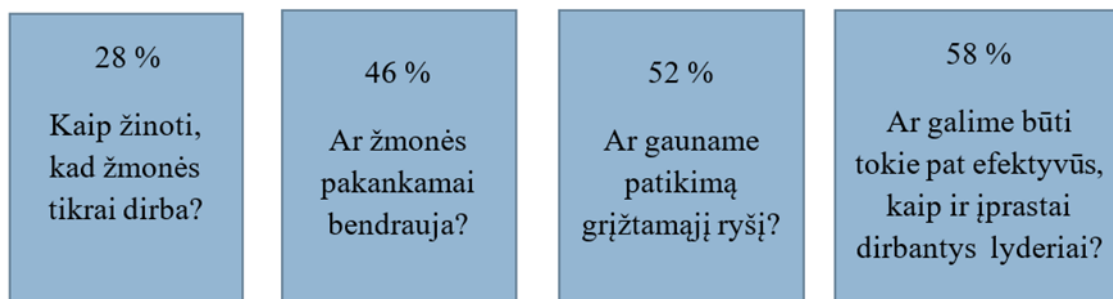 28 %
Kaip žinoti,
kad žmonės
tikrai dirba?
46 %
Ar žmonės
pakankamai
bendrauja?
52 %
Ar gauname
patikimą
grįžtamąjį ryšį?
58 %
Ar galime būti
tokie pat efektyvūs,
kaip ir įprastai
dirbantys lyderiai?